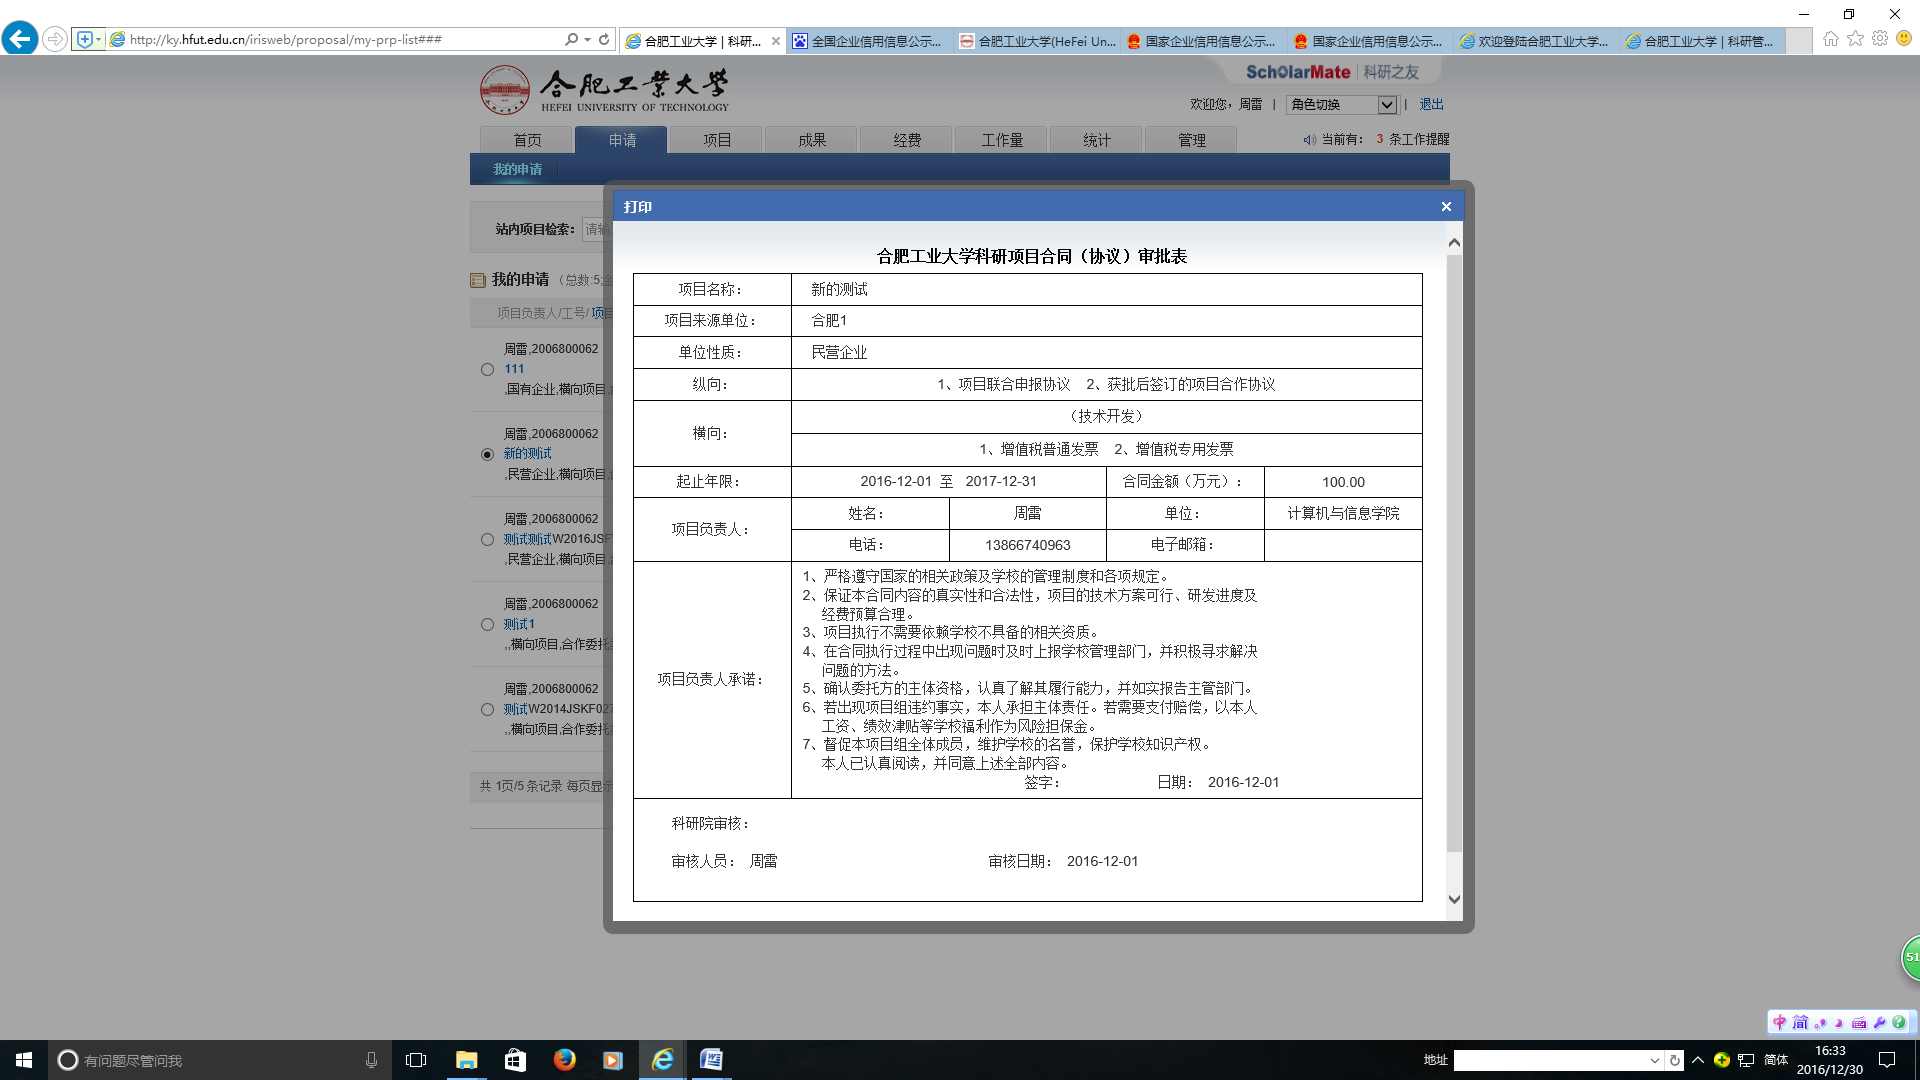 http://ky.hfut.edu.cn/irisweb/proposal/my-prp-list###
合肥工业大学 | 科研...
全国企业信用信息公示...
合肥工业大学(HeFei Un...
国家企业信用信息公示...
国家企业信用信息公示...
欢迎登陆合肥工业大学...
合肥工业大学 | 科研管...
合肥工業大學
HEFEI UNIVERSITY OF TECHNOLOGY
ScholarMate 科研之友
欢迎您，周雷 | 角色切换 | 退出
首页 申请 项目 成果 经费 工作量 统计 管理
当前有： 3 条工作提醒
我的申请
站内项目检索： 请输
我的申请 （总数:5;
项目负责人/工号/ 项
周雷,2006800062
111
,国有企业,横向项目,
周雷,2006800062
新的测试
,民营企业,横向项目,
周雷,2006800062
测试测试W2016JSF
,民营企业,横向项目,
周雷,2006800062
测试1
,,横向项目,合作委托
周雷,2006800062
测试W2014JSKF027
,,横向项目,合作委托
共 1页/5 条记录 每页显示
打印
合肥工业大学科研项目合同（协议）审批表
项目名称： 新的测试
项目来源单位： 合肥1
单位性质： 民营企业
纵向： 1、项目联合申报协议 2、获批后签订的项目合作协议
横向： （技术开发）
1、增值税普通发票 2、增值税专用发票
起止年限： 2016-12-01 至 2017-12-31 合同金额（万元）： 100.00
项目负责人： 姓名： 周雷 单位： 计算机与信息学院
电话： 13866740963 电子邮箱：
项目负责人承诺：
1、严格遵守国家的相关政策及学校的管理制度和各项规定。
2、保证本合同内容的真实性和合法性，项目的技术方案可行、研发进度及
经费预算合理。
3、项目执行不需要依赖学校不具备的相关资质。
4、在合同执行过程中出现问题时及时上报学校管理部门，并积极寻求解决
问题的方法。
5、确认委托方的主体资格，认真了解其履行能力，并如实报告主管部门。
6、若出现项目组违约事实，本人承担主体责任。若需要支付赔偿，以本人
工资、绩效津贴等学校福利作为风险担保金。
7、督促本项目组全体成员，维护学校的名誉，保护学校知识产权。
本人已认真阅读，并同意上述全部内容。
签字： 日期： 2016-12-01
科研院审核：
审核人员： 周雷 审核日期： 2016-12-01
51
中 简
有问题尽管问我
地址
简体
16:33
2016/12/30